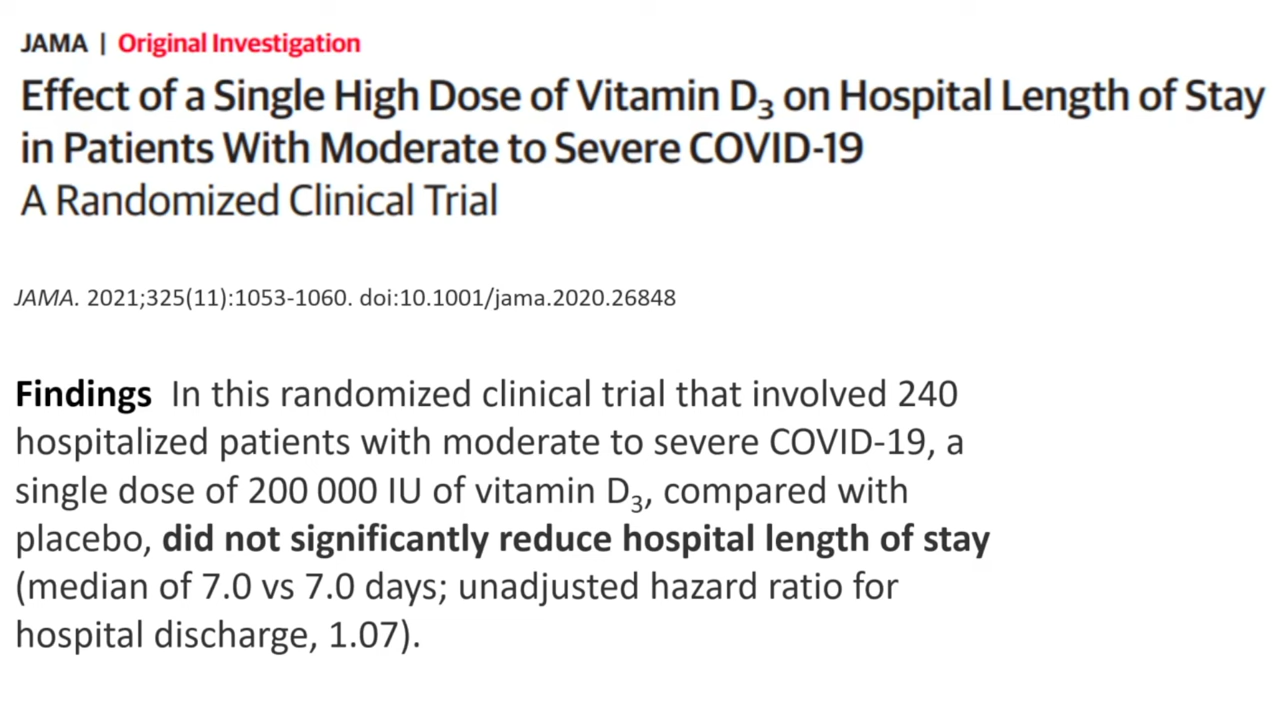 JAMA | Original Investigation
Effect of a Single High Dose of Vitamin D₃ on Hospital Length of Stay
in Patients With Moderate to Severe COVID-19
A Randomized Clinical Trial
JAMA. 2021;325(11):1053-1060. doi:10.1001/jama.2020.26848
Findings In this randomized clinical trial that involved 240
hospitalized patients with moderate to severe COVID-19, a
single dose of 200 000 IU of vitamin D₃, compared with
placebo, did not significantly reduce hospital length of stay
(median of 7.0 vs 7.0 days; unadjusted hazard ratio for
hospital discharge, 1.07).